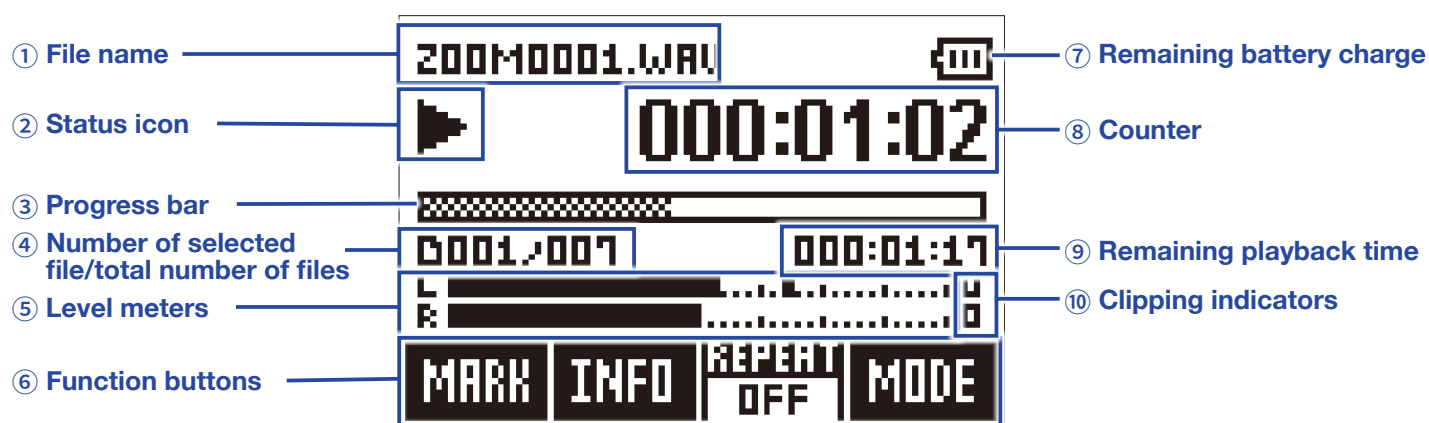 ① File name
ZOOM0001.WAV
⑦ Remaining battery charge
② Status icon
000:01:02
⑧ Counter
③ Progress bar
④ Number of selected
file/total number of files
001/007
000:01:17
⑨ Remaining playback time
⑤ Level meters
L
R
⑩ Clipping indicators
⑥ Function buttons
MARK
INFO
REPEAT
OFF
MODE